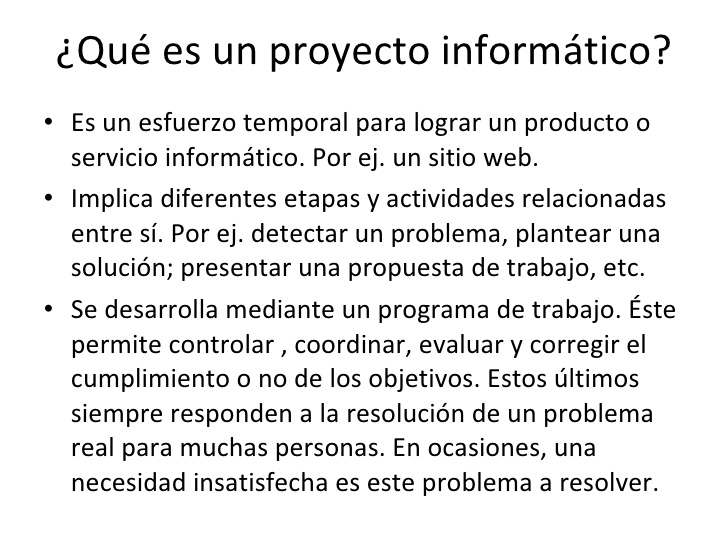 ¿Qué es un proyecto informático?
• Es un esfuerzo temporal para lograr un producto o
servicio informático. Por ej. un sitio web.
• Implica diferentes etapas y actividades relacionadas
entre sí. Por ej. detectar un problema, plantear una
solución; presentar una propuesta de trabajo, etc.
• Se desarrolla mediante un programa de trabajo. Éste
permite controlar , coordinar, evaluar y corregir el
cumplimiento o no de los objetivos. Estos últimos
siempre responden a la resolución de un problema
real para muchas personas. En ocasiones, una
necesidad insatisfecha es este problema a resolver.